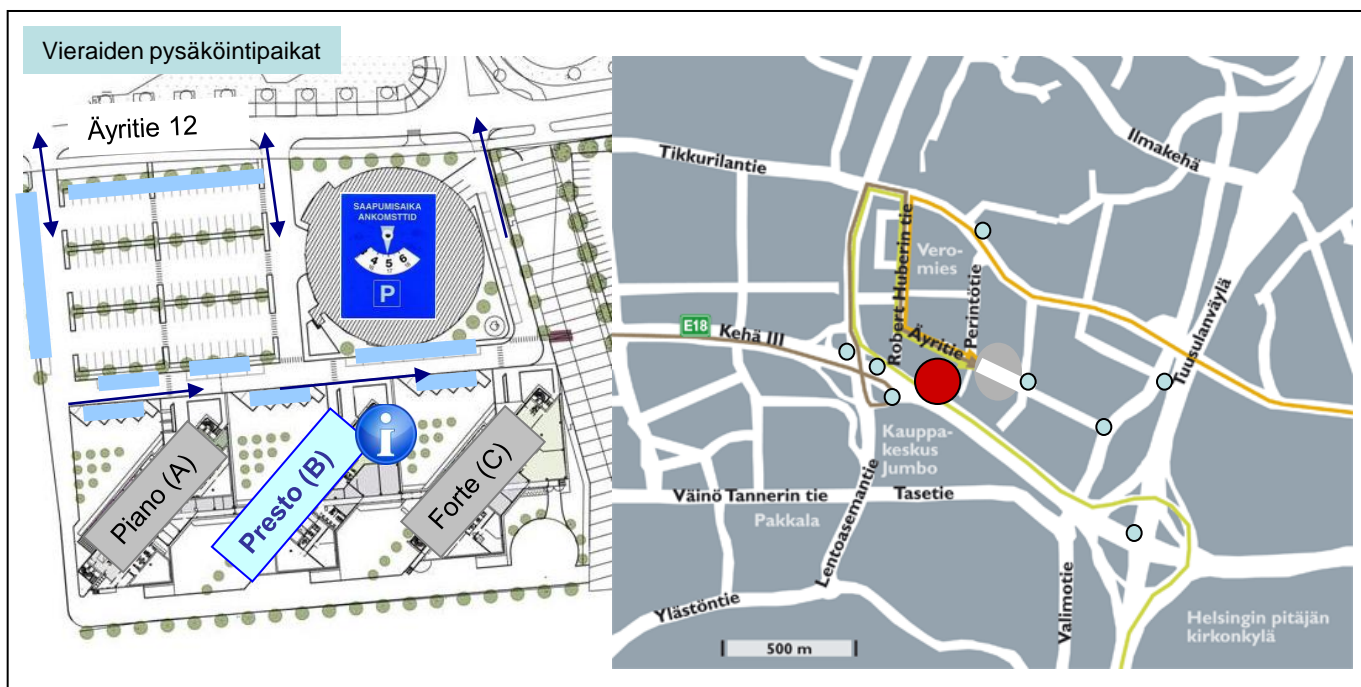 Vieraiden pysäköintipaikat
Äyritie 12
SAAPUMISAIKA
ANKOMSTTID
4 5 6
P
i
Piano (A)
Presto (B)
Forte (C)
Tikkurilantie
Ilmakehä
Robert Huberin tie
Vero-
mies
Perintötie
Tuusulanväylä
E18
Kehä III
Äyritie
Kauppa-
keskus
Jumbo
Väinö Tannerin tie
Tasetie
Pakkala
Lentoasemantie
Ylästöntie
Valimotie
Helsingin pitäjän
kirkonkylä
500 m